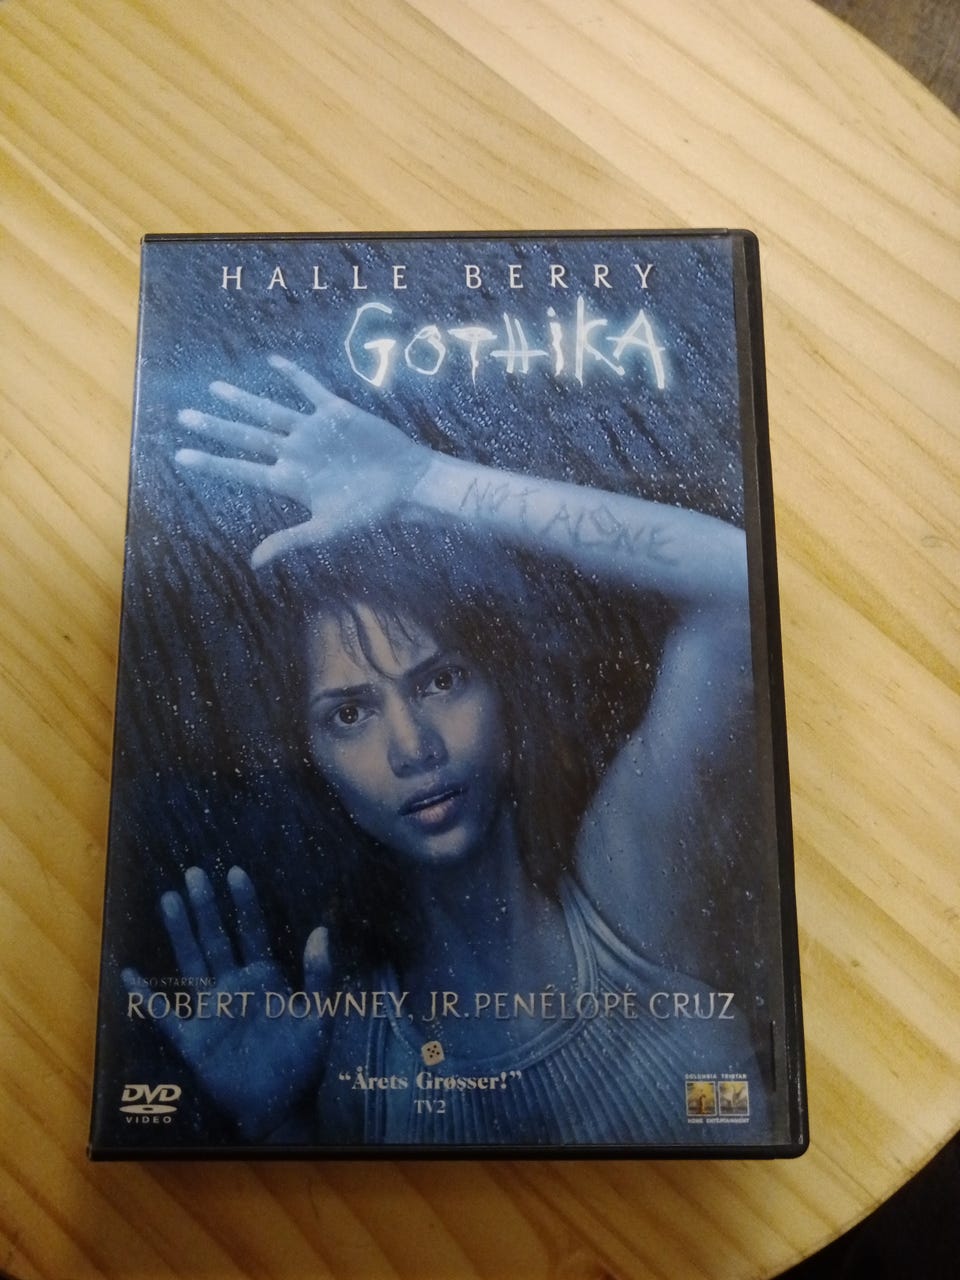 HALLE BERRY
GOTHiKA
NOT ALONE
ALSO STARRING
ROBERT DOWNEY, JR. PENÉLOPE CRUZ
“Årets Grøsser!”
TV2
DVD
VIDEO
COLUMBIA TRISTAR
HOME ENTERTAINMENT